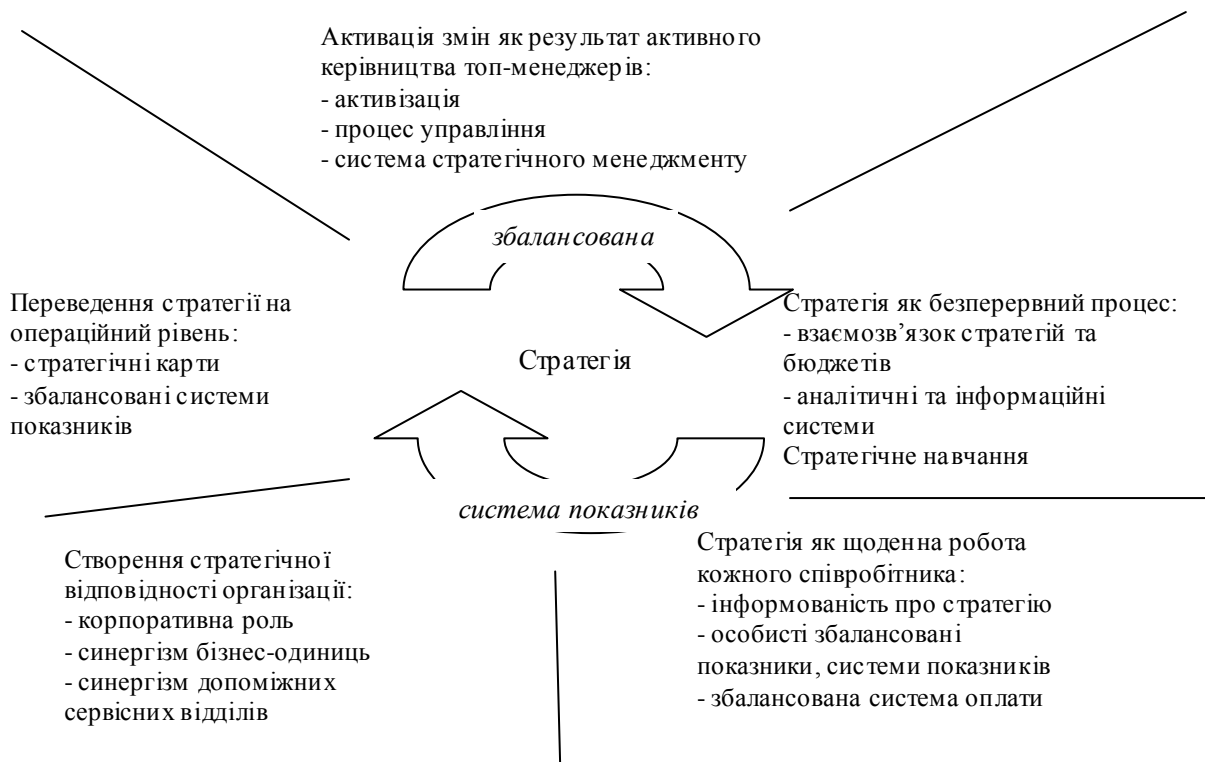 Активація змін як результат активного
керівництва топ-менеджерів:
- активізація
- процес управління
- система стратегічного менеджменту
збалансована
Переведення стратегії на
операційний рівень:
- стратегічні карти
- збалансовані системи
показників
Стратегія
Стратегія як безперервний процес:
- взаємозв’язок стратегій та
бюджетів
- аналітичні та інформаційні
системи
Стратегічне навчання
система показників
Створення стратегічної
відповідності організації:
- корпоративна роль
- синергізм бізнес-одиниць
- синергізм допоміжних
сервісних відділів
Стратегія як щоденна робота
кожного співробітника:
- інформованість про стратегію
- особисті збалансовані
показники, системи показників
- збалансована система оплати